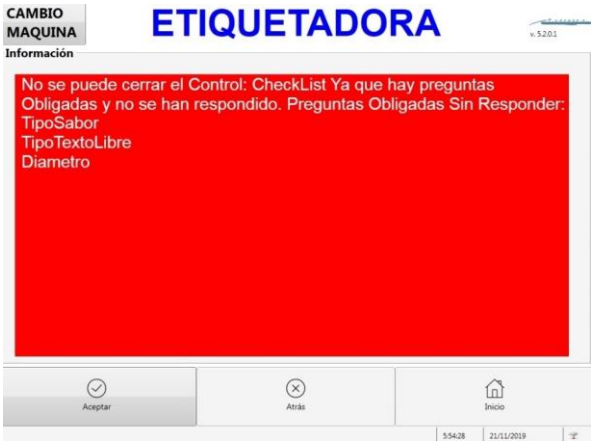 CAMBIO
MAQUINA
ETIQUETADORA
v. 5.2.0.1
Información
No se puede cerrar el Control: CheckList Ya que hay preguntas
Obligadas y no se han respondido. Preguntas Obligadas Sin Responder:
TipoSabor
TipoTextoLibre
Diametro
Aceptar
Atrás
Inicio
5:54:28
21/11/2019